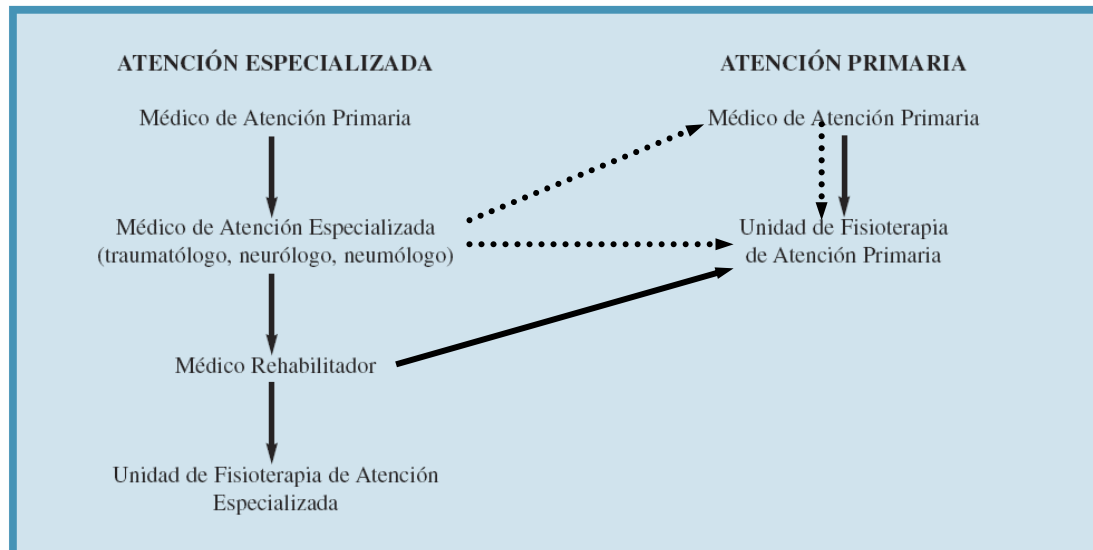 ATENCIÓN ESPECIALIZADA
Médico de Atención Primaria
Médico de Atención Especializada
(traumatólogo, neurólogo, neumólogo)
Médico Rehabilitador
Unidad de Fisioterapia de Atención
Especializada
ATENCIÓN PRIMARIA
Médico de Atención Primaria
Unidad de Fisioterapia
de Atención Primaria